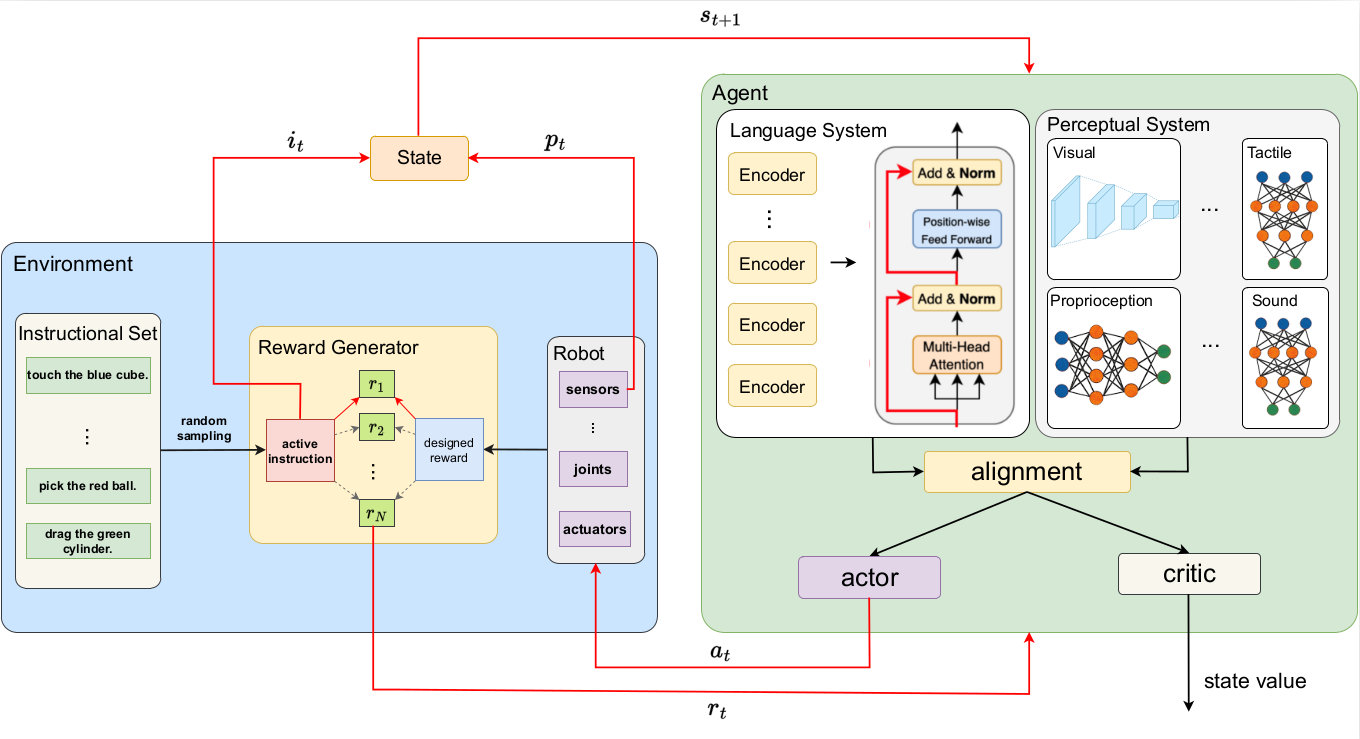 s_{t+1}
Agent
Language System
Perceptual System
Encoder
⋮
Encoder
Encoder
Encoder
Add & Norm
Position-wise
Feed Forward
Add & Norm
Multi-Head
Attention
Visual
...
Tactile
Proprioception
...
Sound
alignment
actor
critic
state value
i_t
State
p_t
Environment
Instructional Set
touch the blue cube.
⋮
pick the red ball.
drag the green
cylinder.
random
sampling
Reward Generator
r_1
r_2
⋮
r_N
active
instruction
designed
reward
Robot
sensors
⋮
joints
actuators
a_t
r_t